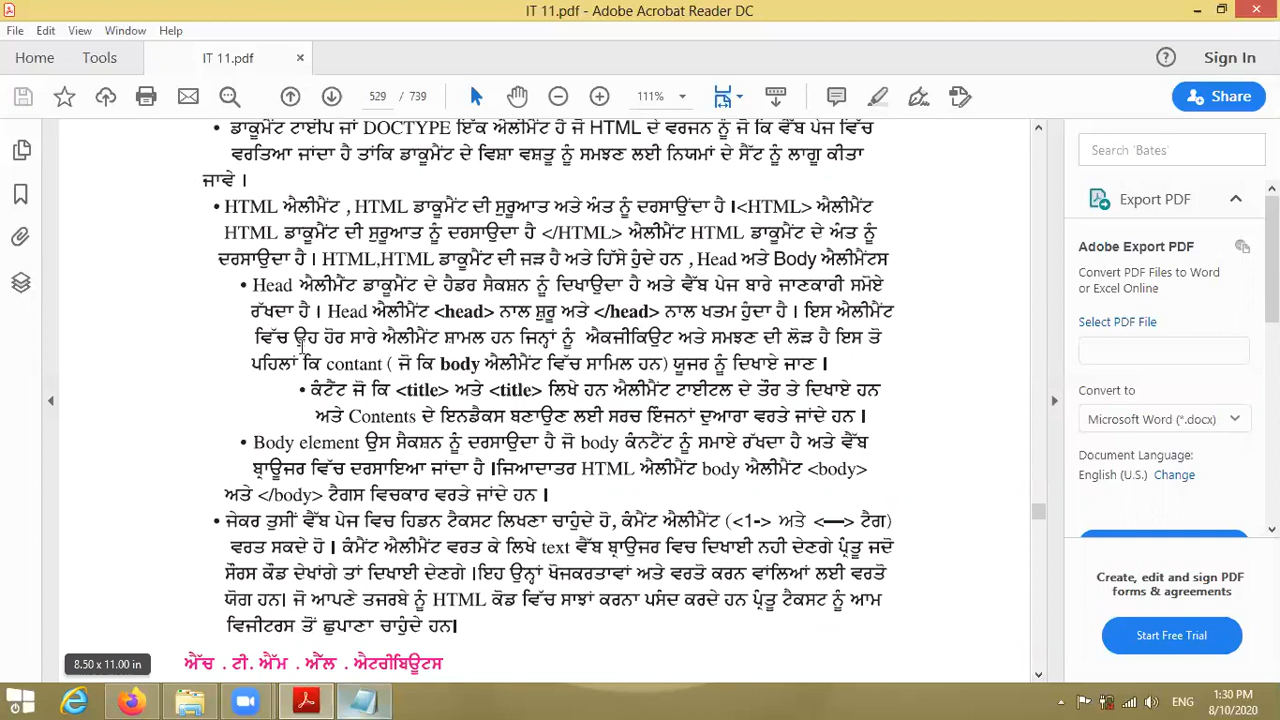 IT 11.pdf - Adobe Acrobat Reader DC
File Edit View Window Help
Home Tools IT 11.pdf × Sign In
529 / 739 111% Share
ਡਾਕੂਮੈਂਟ ਟਾਈਪ ਜਾਂ DOCTYPE ਇੱਕ ਐਲੀਮੈਂਟ ਹੈ ਜੋ HTML ਦੇ ਵਰਜਨ ਨੂੰ ਜੋ ਕਿ ਵੈੱਬ ਪੇਜ ਵਿੱਚ
ਵਰਤਿਆ ਜਾਂਦਾ ਹੈ ਤਾਂਕਿ ਡਾਕੂਮੈਂਟ ਦੇ ਵਿਸ਼ਾ ਵਸਤੂ ਨੂੰ ਸਮਝਣ ਲਈ ਨਿਯਮਾਂ ਦੇ ਸੈੱਟ ਨੂੰ ਲਾਗੂ ਕੀਤਾ
ਜਾਵੇ ।
• HTML ਐਲੀਮੈਂਟ , HTML ਡਾਕੂਮੈਂਟ ਦੀ ਸੁਰੂਆਤ ਅਤੇ ਅੰਤ ਨੂੰ ਦਰਸਾਉਂਦਾ ਹੈ ।<HTML> ਐਲੀਮੈਂਟ
HTML ਡਾਕੂਮੈਂਟ ਦੀ ਸੁਰੂਆਤ ਨੂੰ ਦਰਸਾਉਦਾ ਹੈ </HTML> ਐਲੀਮੈਂਟ HTML ਡਾਕੂਮੈਂਟ ਦੇ ਅੰਤ ਨੂੰ
ਦਰਸਾਉਦਾ ਹੈ । HTML,HTML ਡਾਕੂਮੈਂਟ ਦੀ ਜੜ ਹੈ ਅਤੇ ਹਿੱਸੇ ਹੁੰਦੇ ਹਨ , Head ਅਤੇ Body ਐਲੀਮੈਂਟਸ
• Head ਐਲੀਮੈਂਟ ਡਾਕੂਮੈਂਟ ਦੇ ਹੈਡਰ ਸੈਕਸ਼ਨ ਨੂੰ ਦਿਖਾਉਦਾ ਹੈ ਅਤੇ ਵੈੱਬ ਪੇਜ ਬਾਰੇ ਜਾਣਕਾਰੀ ਸਮੋਏ
ਰੱਖਦਾ ਹੈ । Head ਐਲੀਮੈਂਟ <head> ਨਾਲ ਸ਼ੁਰੂ ਅਤੇ </head> ਨਾਲ ਖਤਮ ਹੁੰਦਾ ਹੈ । ਇਸ ਐਲੀਮੈਂਟ
ਵਿੱਚ ਉਹ ਹੋਰ ਸਾਰੇ ਐਲੀਮੈਂਟ ਸ਼ਾਮਲ ਹਨ ਜਿਨ੍ਹਾਂ ਨੂੰ ਐਕਜੀਕਿਉਟ ਅਤੇ ਸਮਝਣ ਦੀ ਲੋੜ ਹੈ ਇਸ ਤੋ
ਪਹਿਲਾਂ ਕਿ contant ( ਜੋ ਕਿ body ਐਲੀਮੈਂਟ ਵਿੱਚ ਸਾਮਿਲ ਹਨ) ਯੂਜਰ ਨੂੰ ਦਿਖਾਏ ਜਾਣ ।
• ਕੰਟੈਂਟ ਜੋ ਕਿ <title> ਅਤੇ <title> ਲਿਖੇ ਹਨ ਐਲੀਮੈਂਟ ਟਾਈਟਲ ਦੇ ਤੌਰ ਤੇ ਦਿਖਾਏ ਹਨ
ਅਤੇ Contents ਦੇ ਇਨਡੈਕਸ ਬਣਾਉਣ ਲਈ ਸਰਚ ਇੰਜਨਾਂ ਦੁਆਰਾ ਵਰਤੇ ਜਾਂਦੇ ਹਨ ।
• Body element ਉਸ ਸੈਕਸ਼ਨ ਨੂੰ ਦਰਸਾਉਦਾ ਹੈ ਜੋ body ਕੰਨਟੈਂਟ ਨੂੰ ਸਮਾਏ ਰੱਖਦਾ ਹੈ ਅਤੇ ਵੈੱਬ
ਬ੍ਰਾਊਜਰ ਵਿੱਚ ਦਰਸਾਇਆ ਜਾਂਦਾ ਹੈ ।ਜਿਆਦਾਤਰ HTML ਐਲੀਮੈਂਟ body ਐਲੀਮੈਂਟ <body>
ਅਤੇ </body> ਟੈਗਸ ਵਿਚਕਾਰ ਵਰਤੇ ਜਾਂਦੇ ਹਨ ।
• ਜੇਕਰ ਤੁਸੀਂ ਵੈੱਬ ਪੇਜ ਵਿਚ ਹਿਡਨ ਟੈਕਸਟ ਲਿਖਣਾ ਚਾਹੁੰਦੇ ਹੋ, ਕੰਮੈਂਟ ਐਲੀਮੈਂਟ (<1-> ਅਤੇ <—> ਟੈਗ)
ਵਰਤ ਸਕਦੇ ਹੋ । ਕੰਮੈਂਟ ਐਲੀਮੈਂਟ ਵਰਤ ਕੇ ਲਿਖੇ text ਵੈੱਬ ਬ੍ਰਾਉਜਰ ਵਿਚ ਦਿਖਾਈ ਨਹੀ ਦੇਣਗੇ ਪ੍ਰੰਤੂ ਜਦੋ
ਸੌਰਸ ਕੌਡ ਦੇਖਾਂਗੇ ਤਾਂ ਦਿਖਾਈ ਦੇਣਗੇ ।ਇਹ ਉਨ੍ਹਾਂ ਖੋਜਕਰਤਾਵਾਂ ਅਤੇ ਵਰਤੋ ਕਰਨ ਵਾਂਲਿਆਂ ਲਈ ਵਰਤੋ
ਯੋਗ ਹਨ। ਜੋ ਆਪਣੇ ਤਜਰਬੇ ਨੂੰ HTML ਕੋਡ ਵਿੱਚ ਸਾਝਾਂ ਕਰਨਾ ਪਸੰਦ ਕਰਦੇ ਹਨ ਪ੍ਰੰਤੂ ਟੈਕਸਟ ਨੂੰ ਆਮ
ਵਿਜੀਟਰਸ ਤੋਂ ਛੁਪਾਣਾ ਚਾਹੁੰਦੇ ਹਨ।
ਐੱਚ . ਟੀ. ਐੱਮ . ਐੱਲ . ਐਟਰੀਬਿਊਟਸ
8.50 x 11.00 in
Search 'Bates'
Export PDF
Adobe Export PDF
Convert PDF Files to Word
or Excel Online
Select PDF File
Convert to
Microsoft Word (*.docx)
Document Language:
English (U.S.) Change
Create, edit and sign PDF
forms & agreements
Start Free Trial
ENG
1:30 PM
8/10/2020